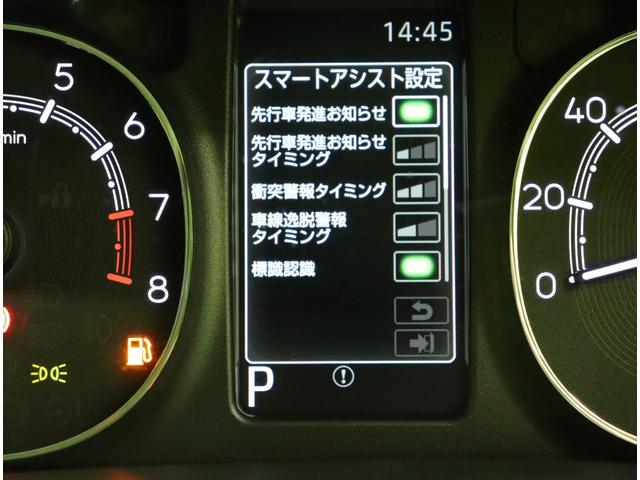 14:45
スマートアシスト設定
先行車発進お知らせ
先行車発進お知らせ
タイミング
衝突警報タイミング
車線逸脱警報
タイミング
標識認識
P
5
6
7
8
min
40
20
0